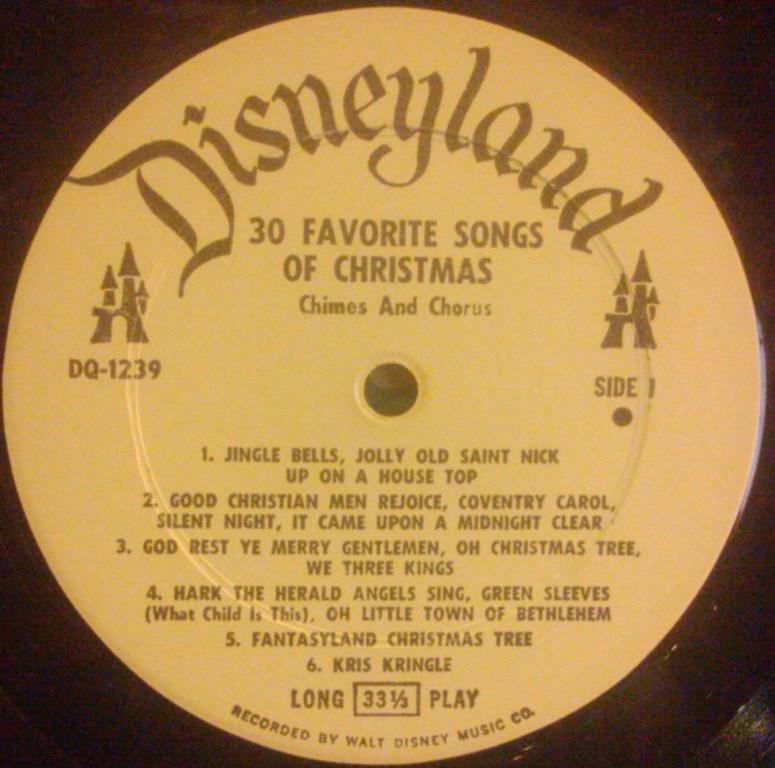 Disneyland
30 FAVORITE SONGS
OF CHRISTMAS
Chimes And Chorus
DQ-1239
SIDE 1
1. JINGLE BELLS, JOLLY OLD SAINT NICK
UP ON A HOUSE TOP
2. GOOD CHRISTIAN MEN REJOICE, COVENTRY CAROL,
SILENT NIGHT, IT CAME UPON A MIDNIGHT CLEAR
3. GOD REST YE MERRY GENTLEMEN, OH CHRISTMAS TREE,
WE THREE KINGS
4. HARK THE HERALD ANGELS SING, GREEN SLEEVES
(What Child Is This), OH LITTLE TOWN OF BETHLEHEM
5. FANTASYLAND CHRISTMAS TREE
6. KRIS KRINGLE
LONG 33⅓ PLAY
RECORDED BY WALT DISNEY MUSIC CO.